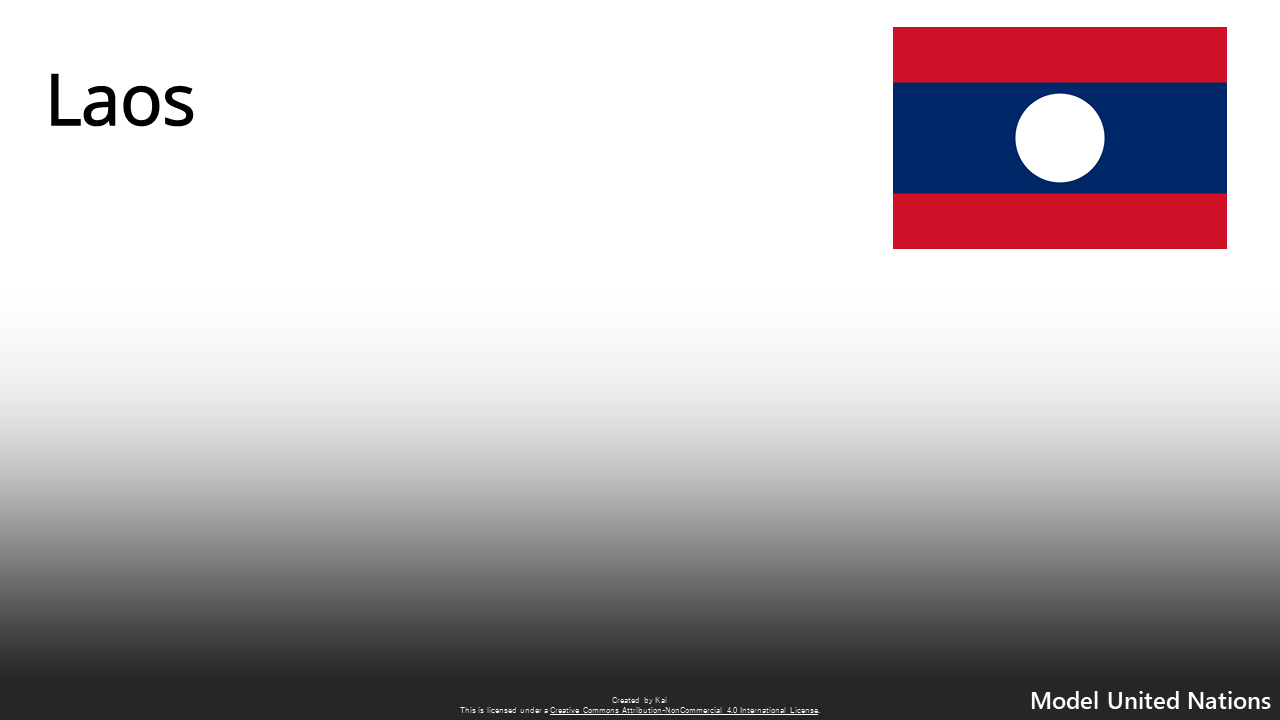 Laos
Created by Kai
This is licensed under a Creative Commons Attribution-NonCommercial 4.0 International License.
Model United Nations